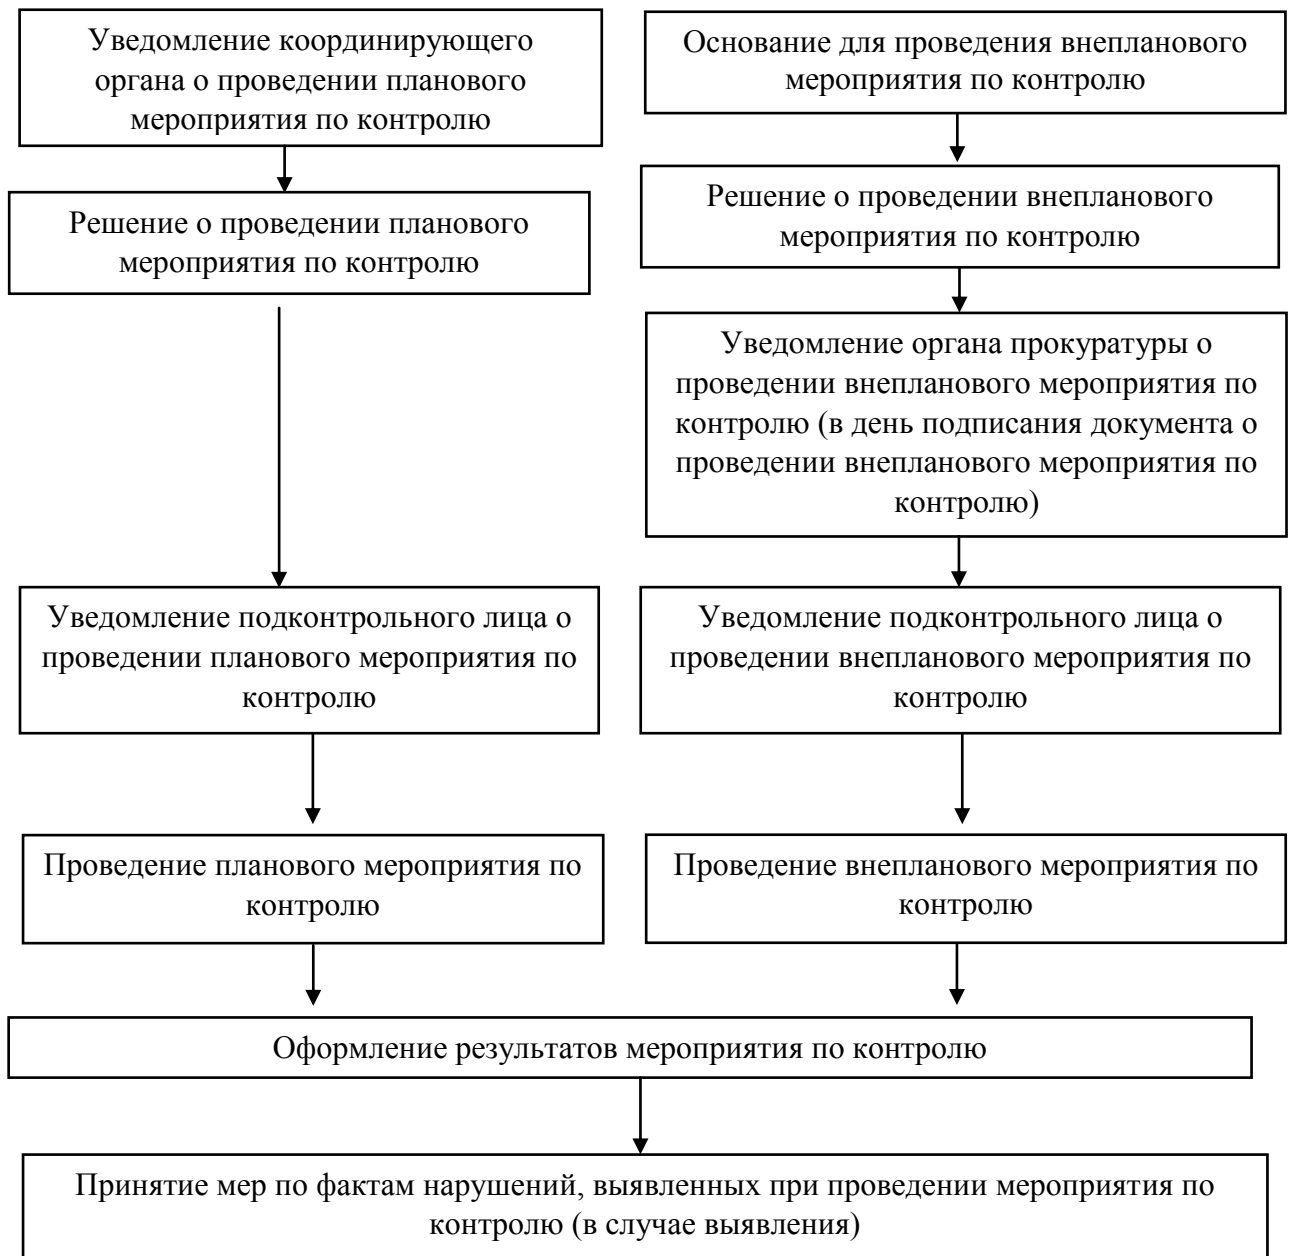 Уведомление координирующего
органа о проведении планового
мероприятия по контролю
Решение о проведении планового
мероприятия по контролю
Уведомление подконтрольного лица о
проведении планового мероприятия по
контролю
Проведение планового мероприятия по
контролю
Основание для проведения внепланового
мероприятия по контролю
Решение о проведении внепланового
мероприятия по контролю
Уведомление органа прокуратуры о
проведении внепланового мероприятия по
контролю (в день подписания документа о
проведении внепланового мероприятия по
контролю)
Уведомление подконтрольного лица о
проведении внепланового мероприятия по
контролю
Проведение внепланового мероприятия по
контролю
Оформление результатов мероприятия по контролю
Принятие мер по фактам нарушений, выявленных при проведении мероприятия по
контролю (в случае выявления)